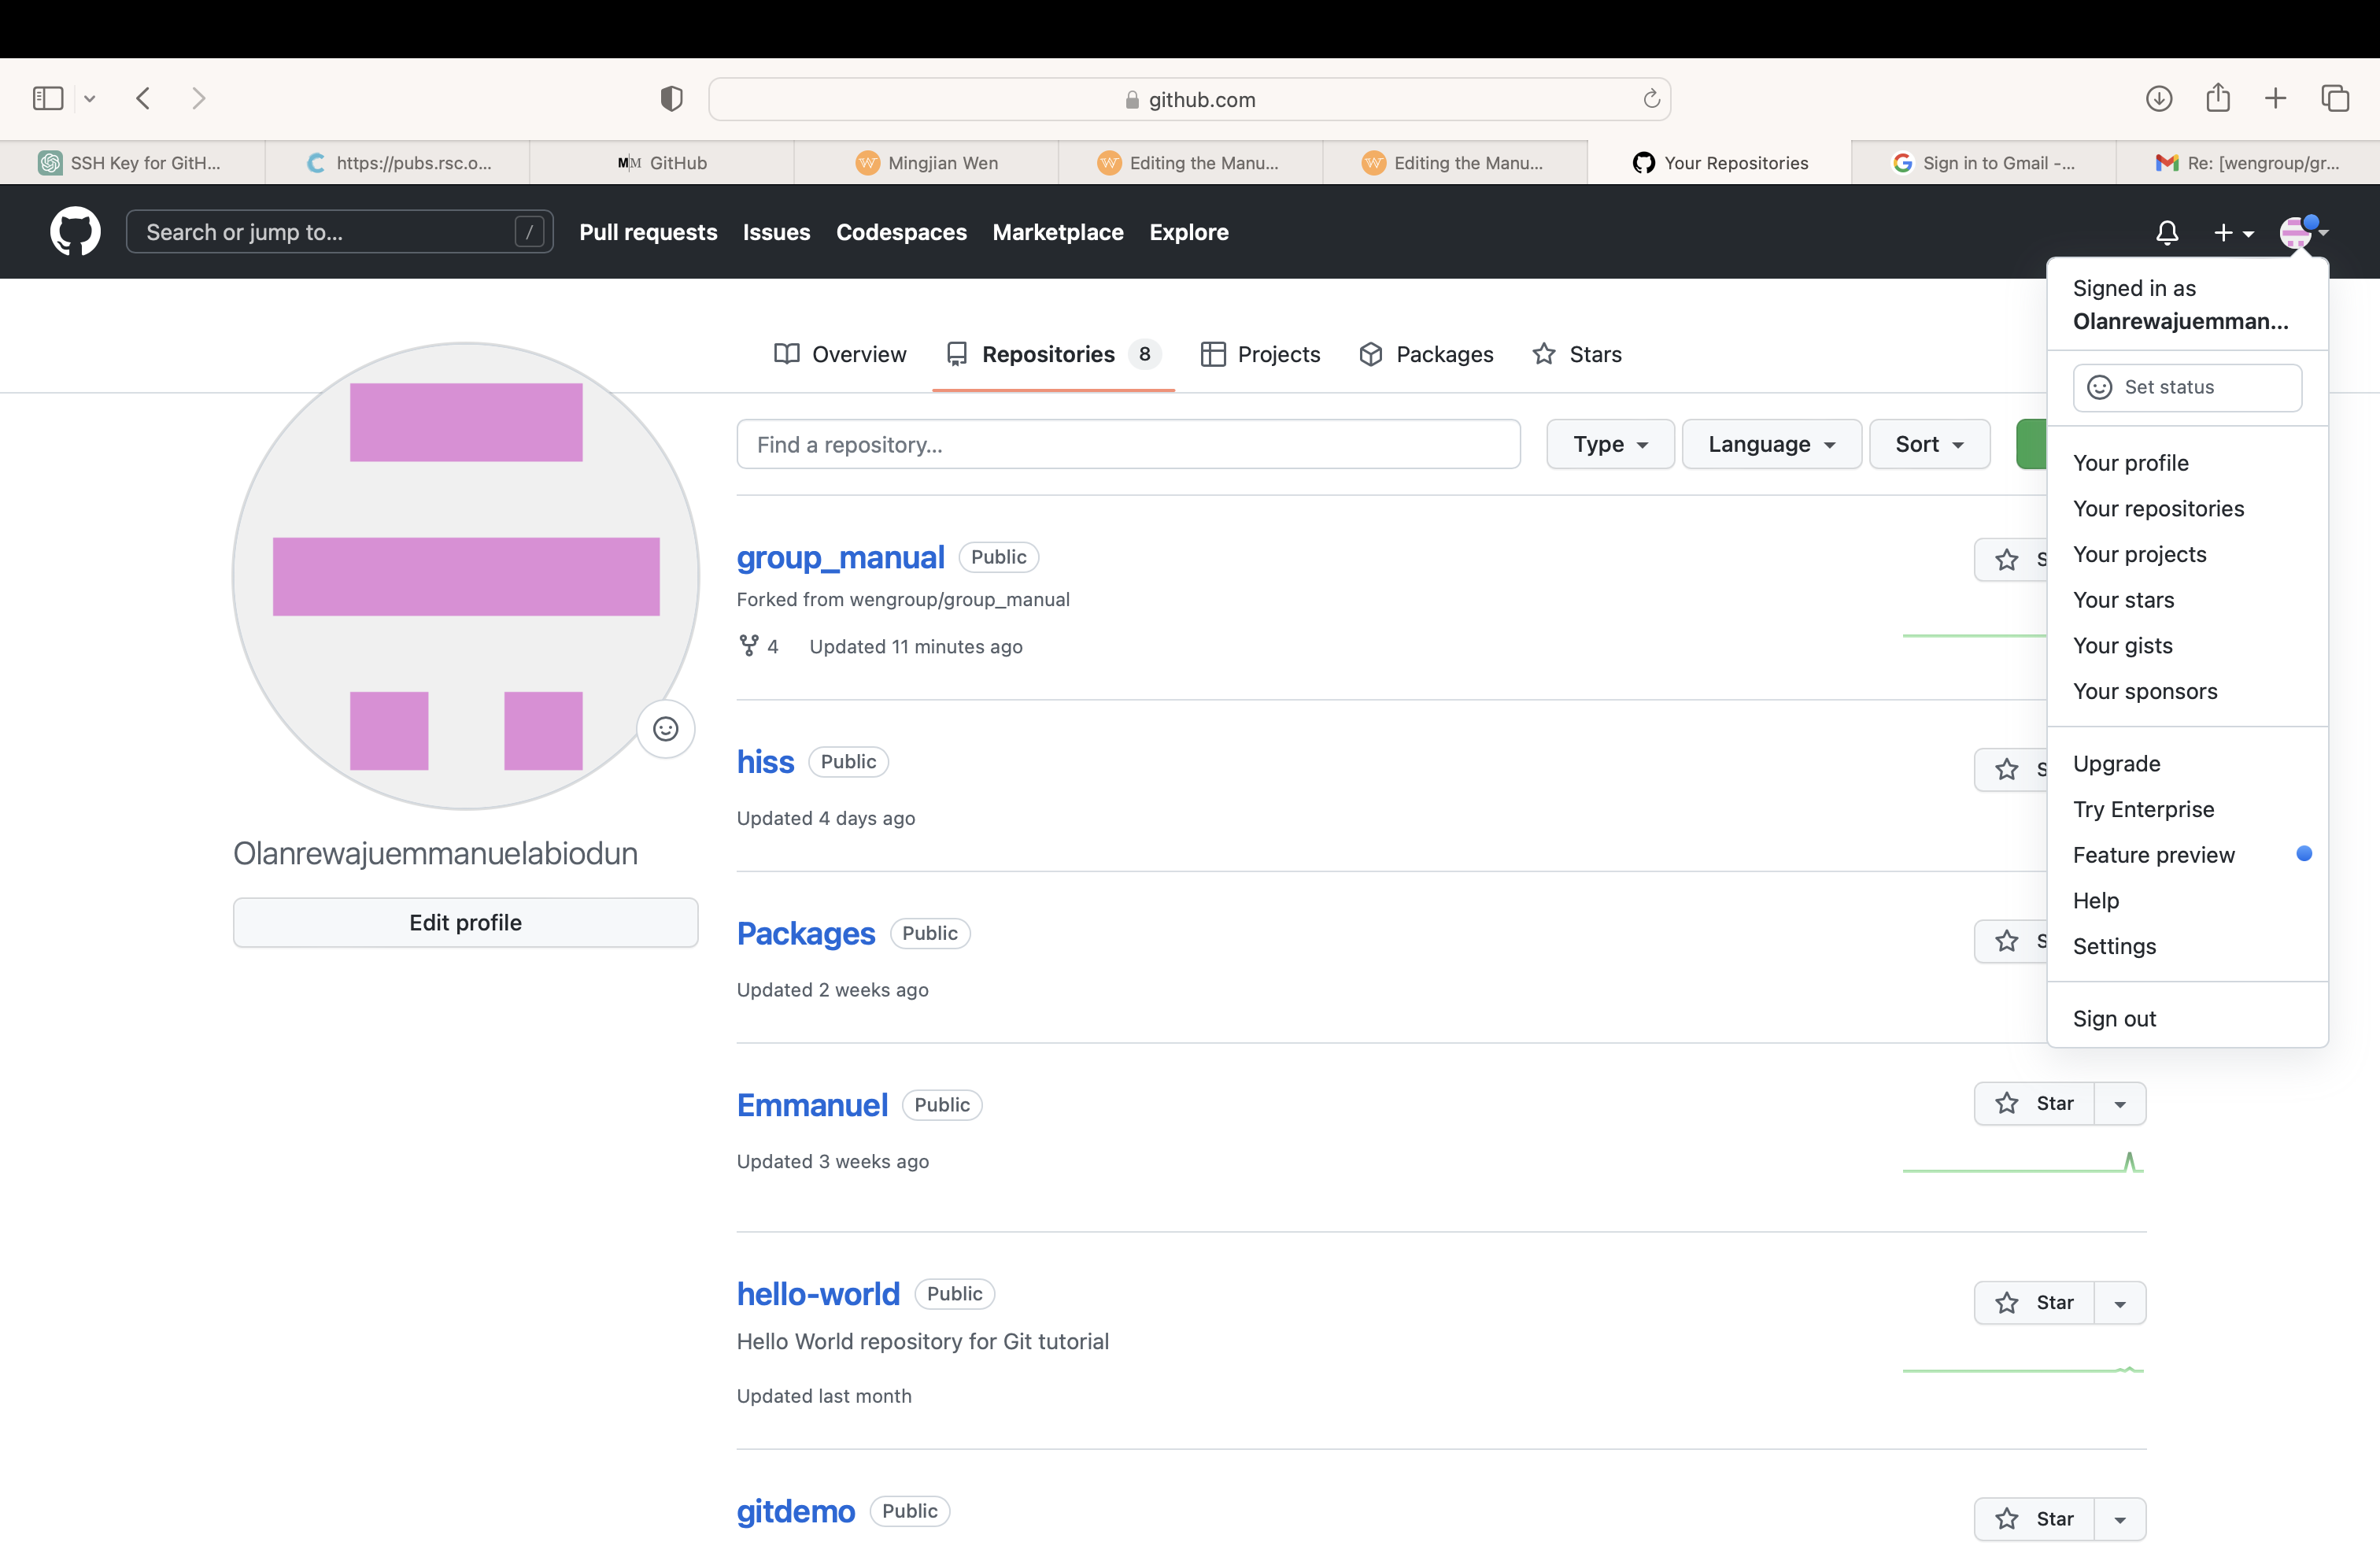 github.com
SSH Key for GitH...
https://pubs.rsc.o...
GitHub
Mingjian Wen
Editing the Manu...
Editing the Manu...
Your Repositories
Sign in to Gmail -...
Re: [wengroup/gr...
Search or jump to... /
Pull requests Issues Codespaces Marketplace Explore
Signed in as
Olanrewajuemman...
Set status
Your profile
Your repositories
Your projects
Your stars
Your gists
Your sponsors
Upgrade
Try Enterprise
Feature preview
Help
Settings
Sign out
Overview Repositories 8 Projects Packages Stars
Olanrewajuemmanuelabiodun
Edit profile
Find a repository... Type Language Sort
group_manual Public
Forked from wengroup/group_manual
4 Updated 11 minutes ago
hiss Public
Updated 4 days ago
Packages Public
Updated 2 weeks ago
Emmanuel Public
Star
Updated 3 weeks ago
hello-world Public
Star
Hello World repository for Git tutorial
Updated last month
gitdemo Public
Star